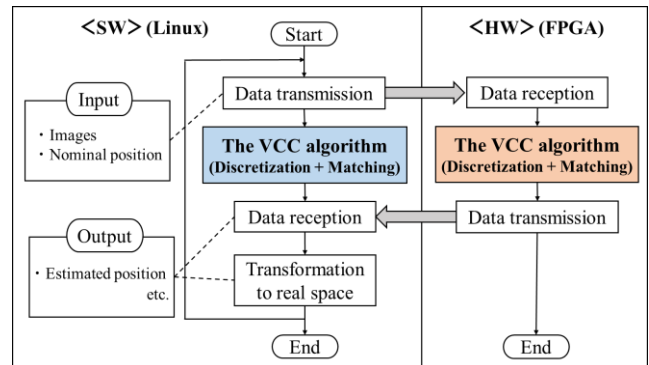 <SW> (Linux)
Start
Input
・Images
・Nominal position
Data transmission
The VCC algorithm
(Discretization + Matching)
Data reception
Output
・Estimated position
etc.
Transformation
to real space
End
<HW> (FPGA)
Data reception
The VCC algorithm
(Discretization + Matching)
Data transmission
End